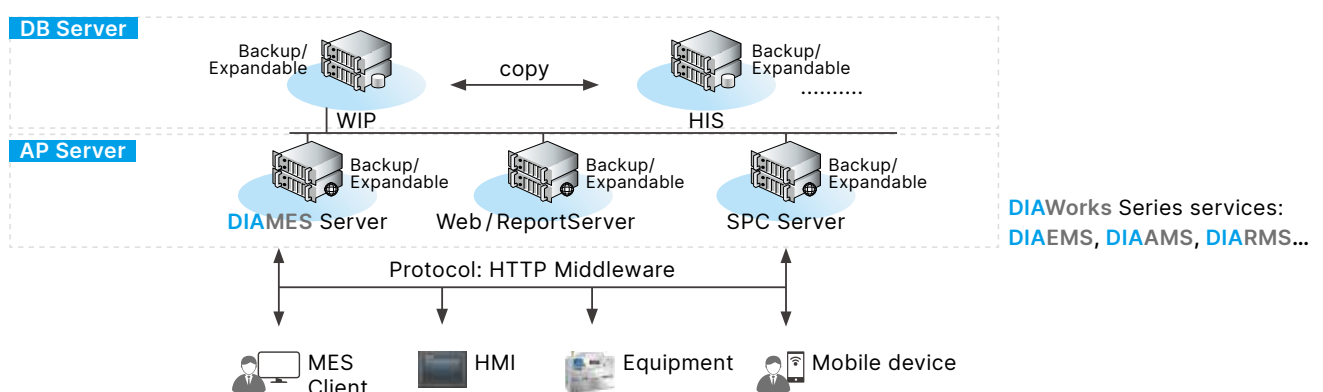 DB Server
Backup/
Expandable
copy
Backup/
Expandable
..........
WIP
HIS
AP Server
Backup/
Expandable
Backup/
Expandable
Backup/
Expandable
DIAMES Server
Web/ReportServer
SPC Server
DIAWorks Series services:
DIAEMS, DIAAMS, DIARMS...
Protocol: HTTP Middleware
MES
Client
HMI
Equipment
Mobile device